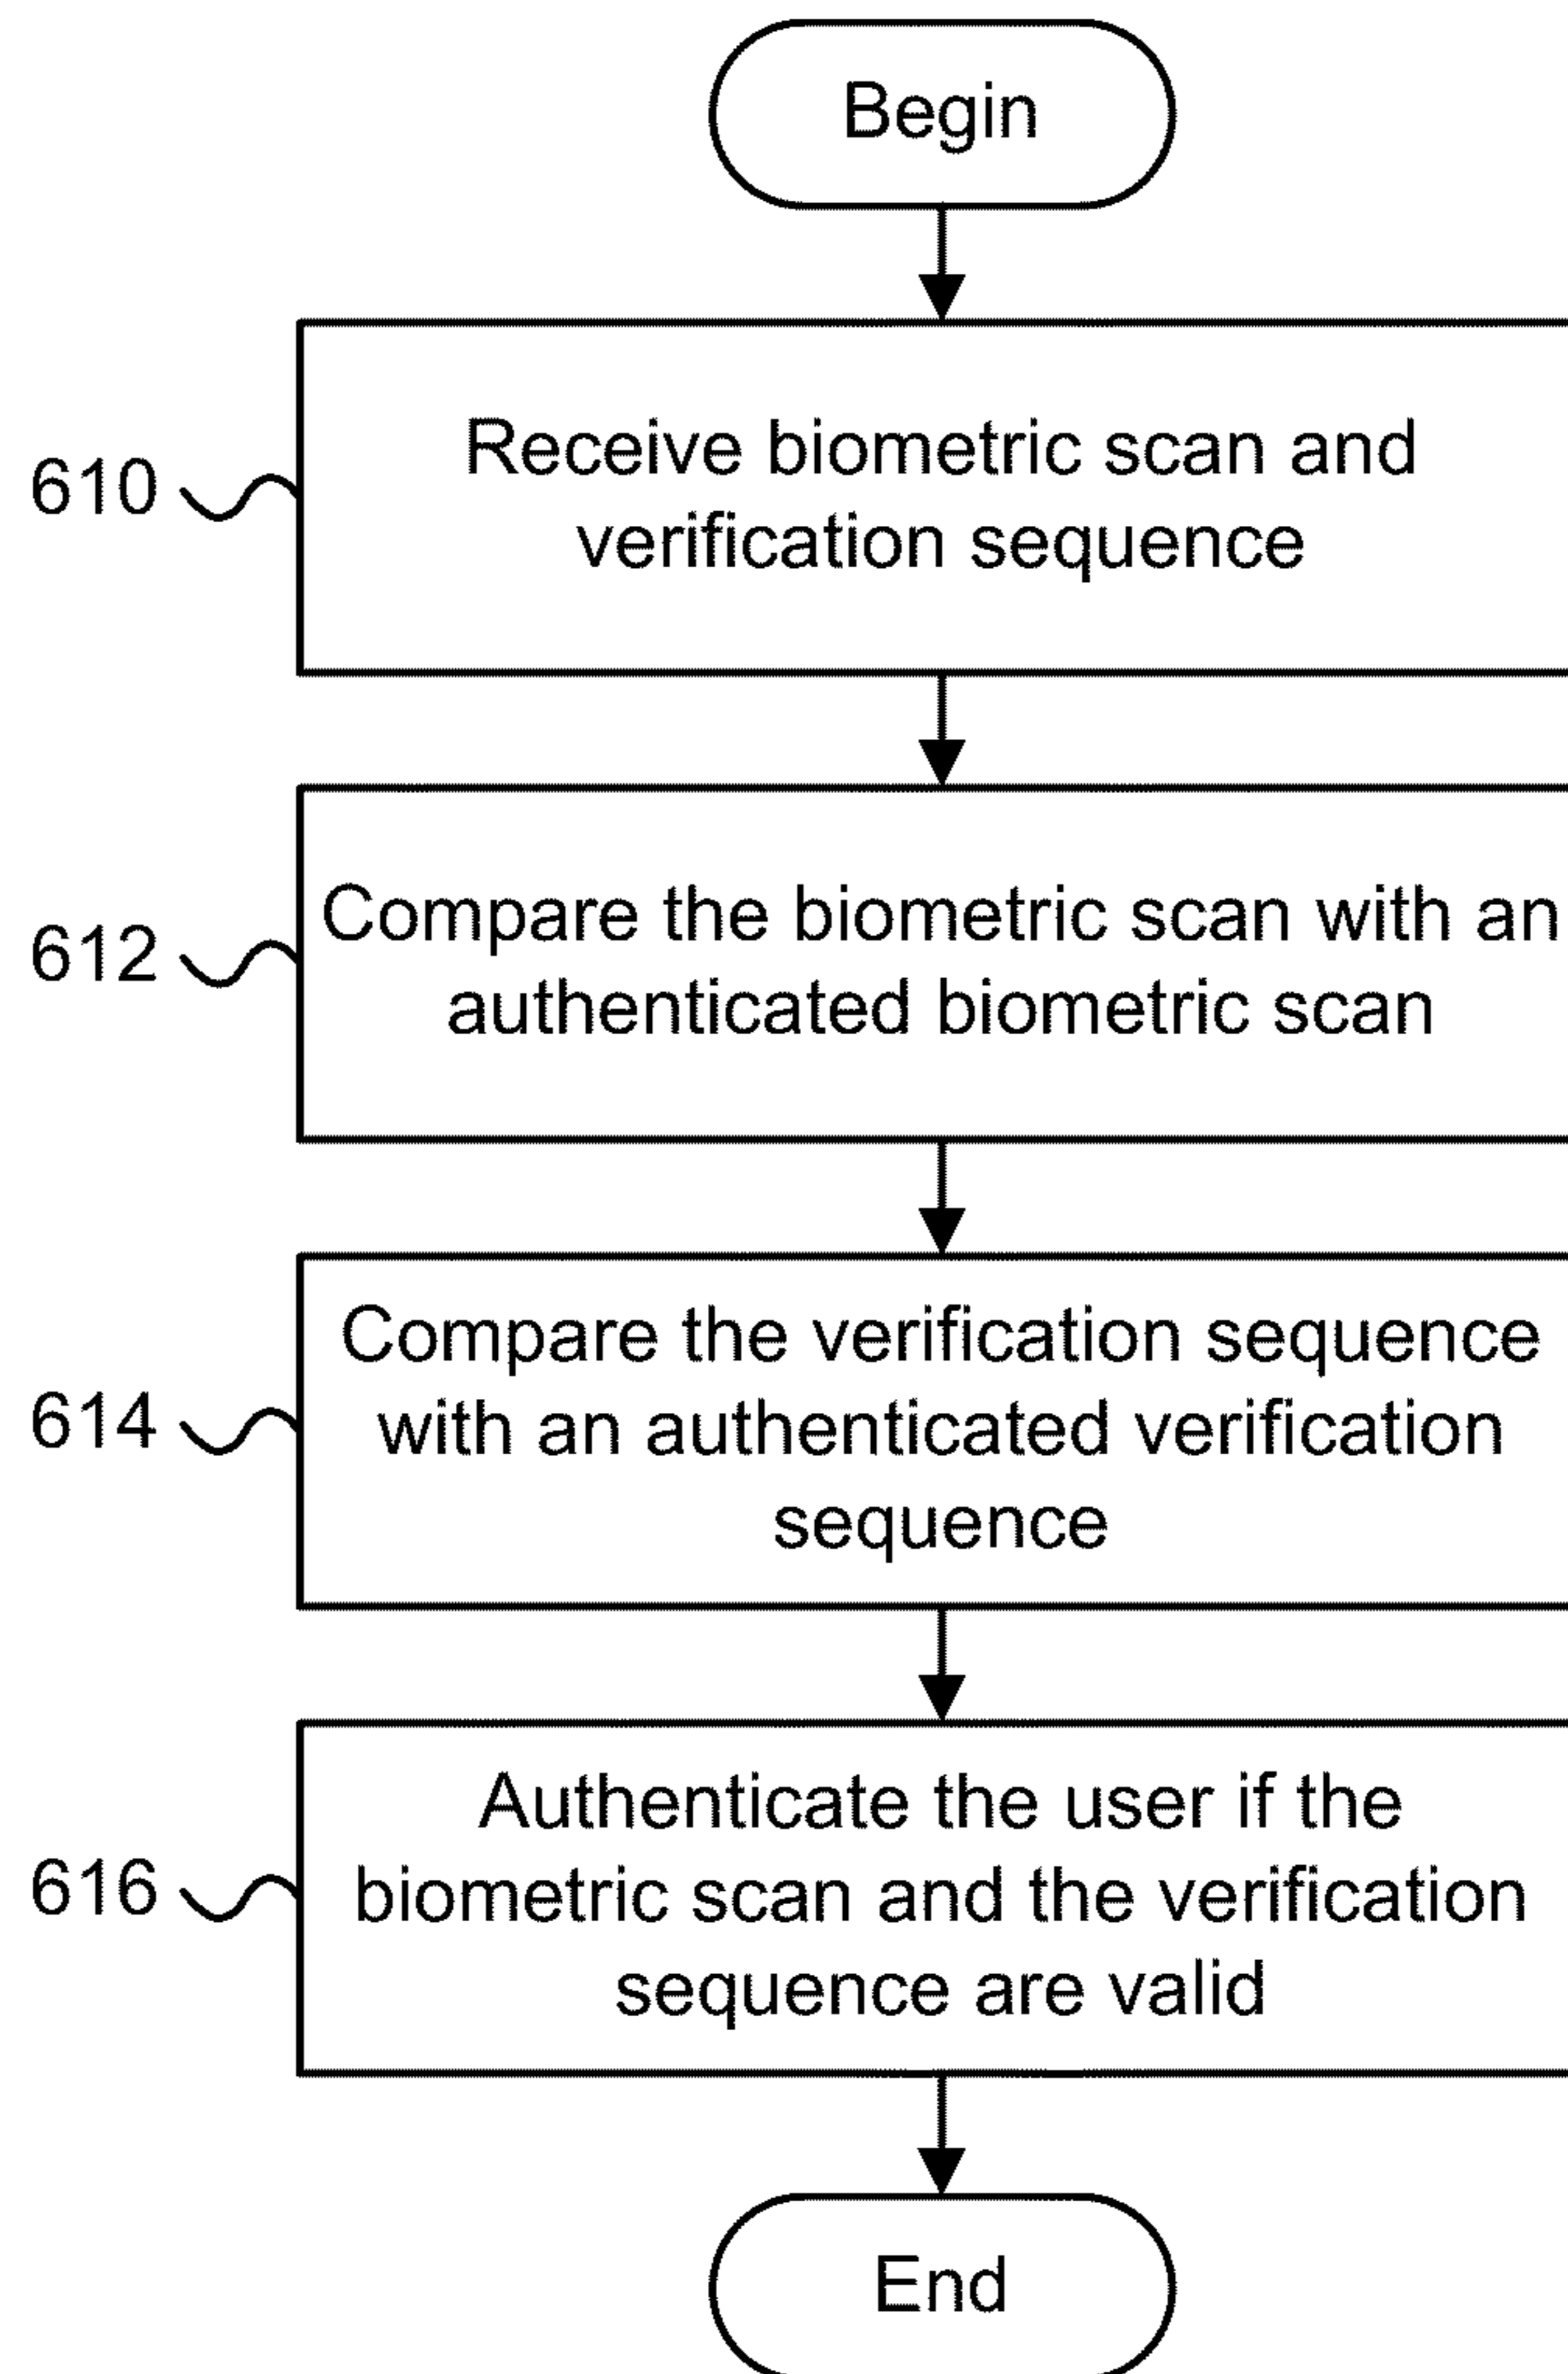 Begin
610
Receive biometric scan and
verification sequence
612
Compare the biometric scan with an
authenticated biometric scan
614
Compare the verification sequence
with an authenticated verification
sequence
616
Authenticate the user if the
biometric scan and the verification
sequence are valid
End